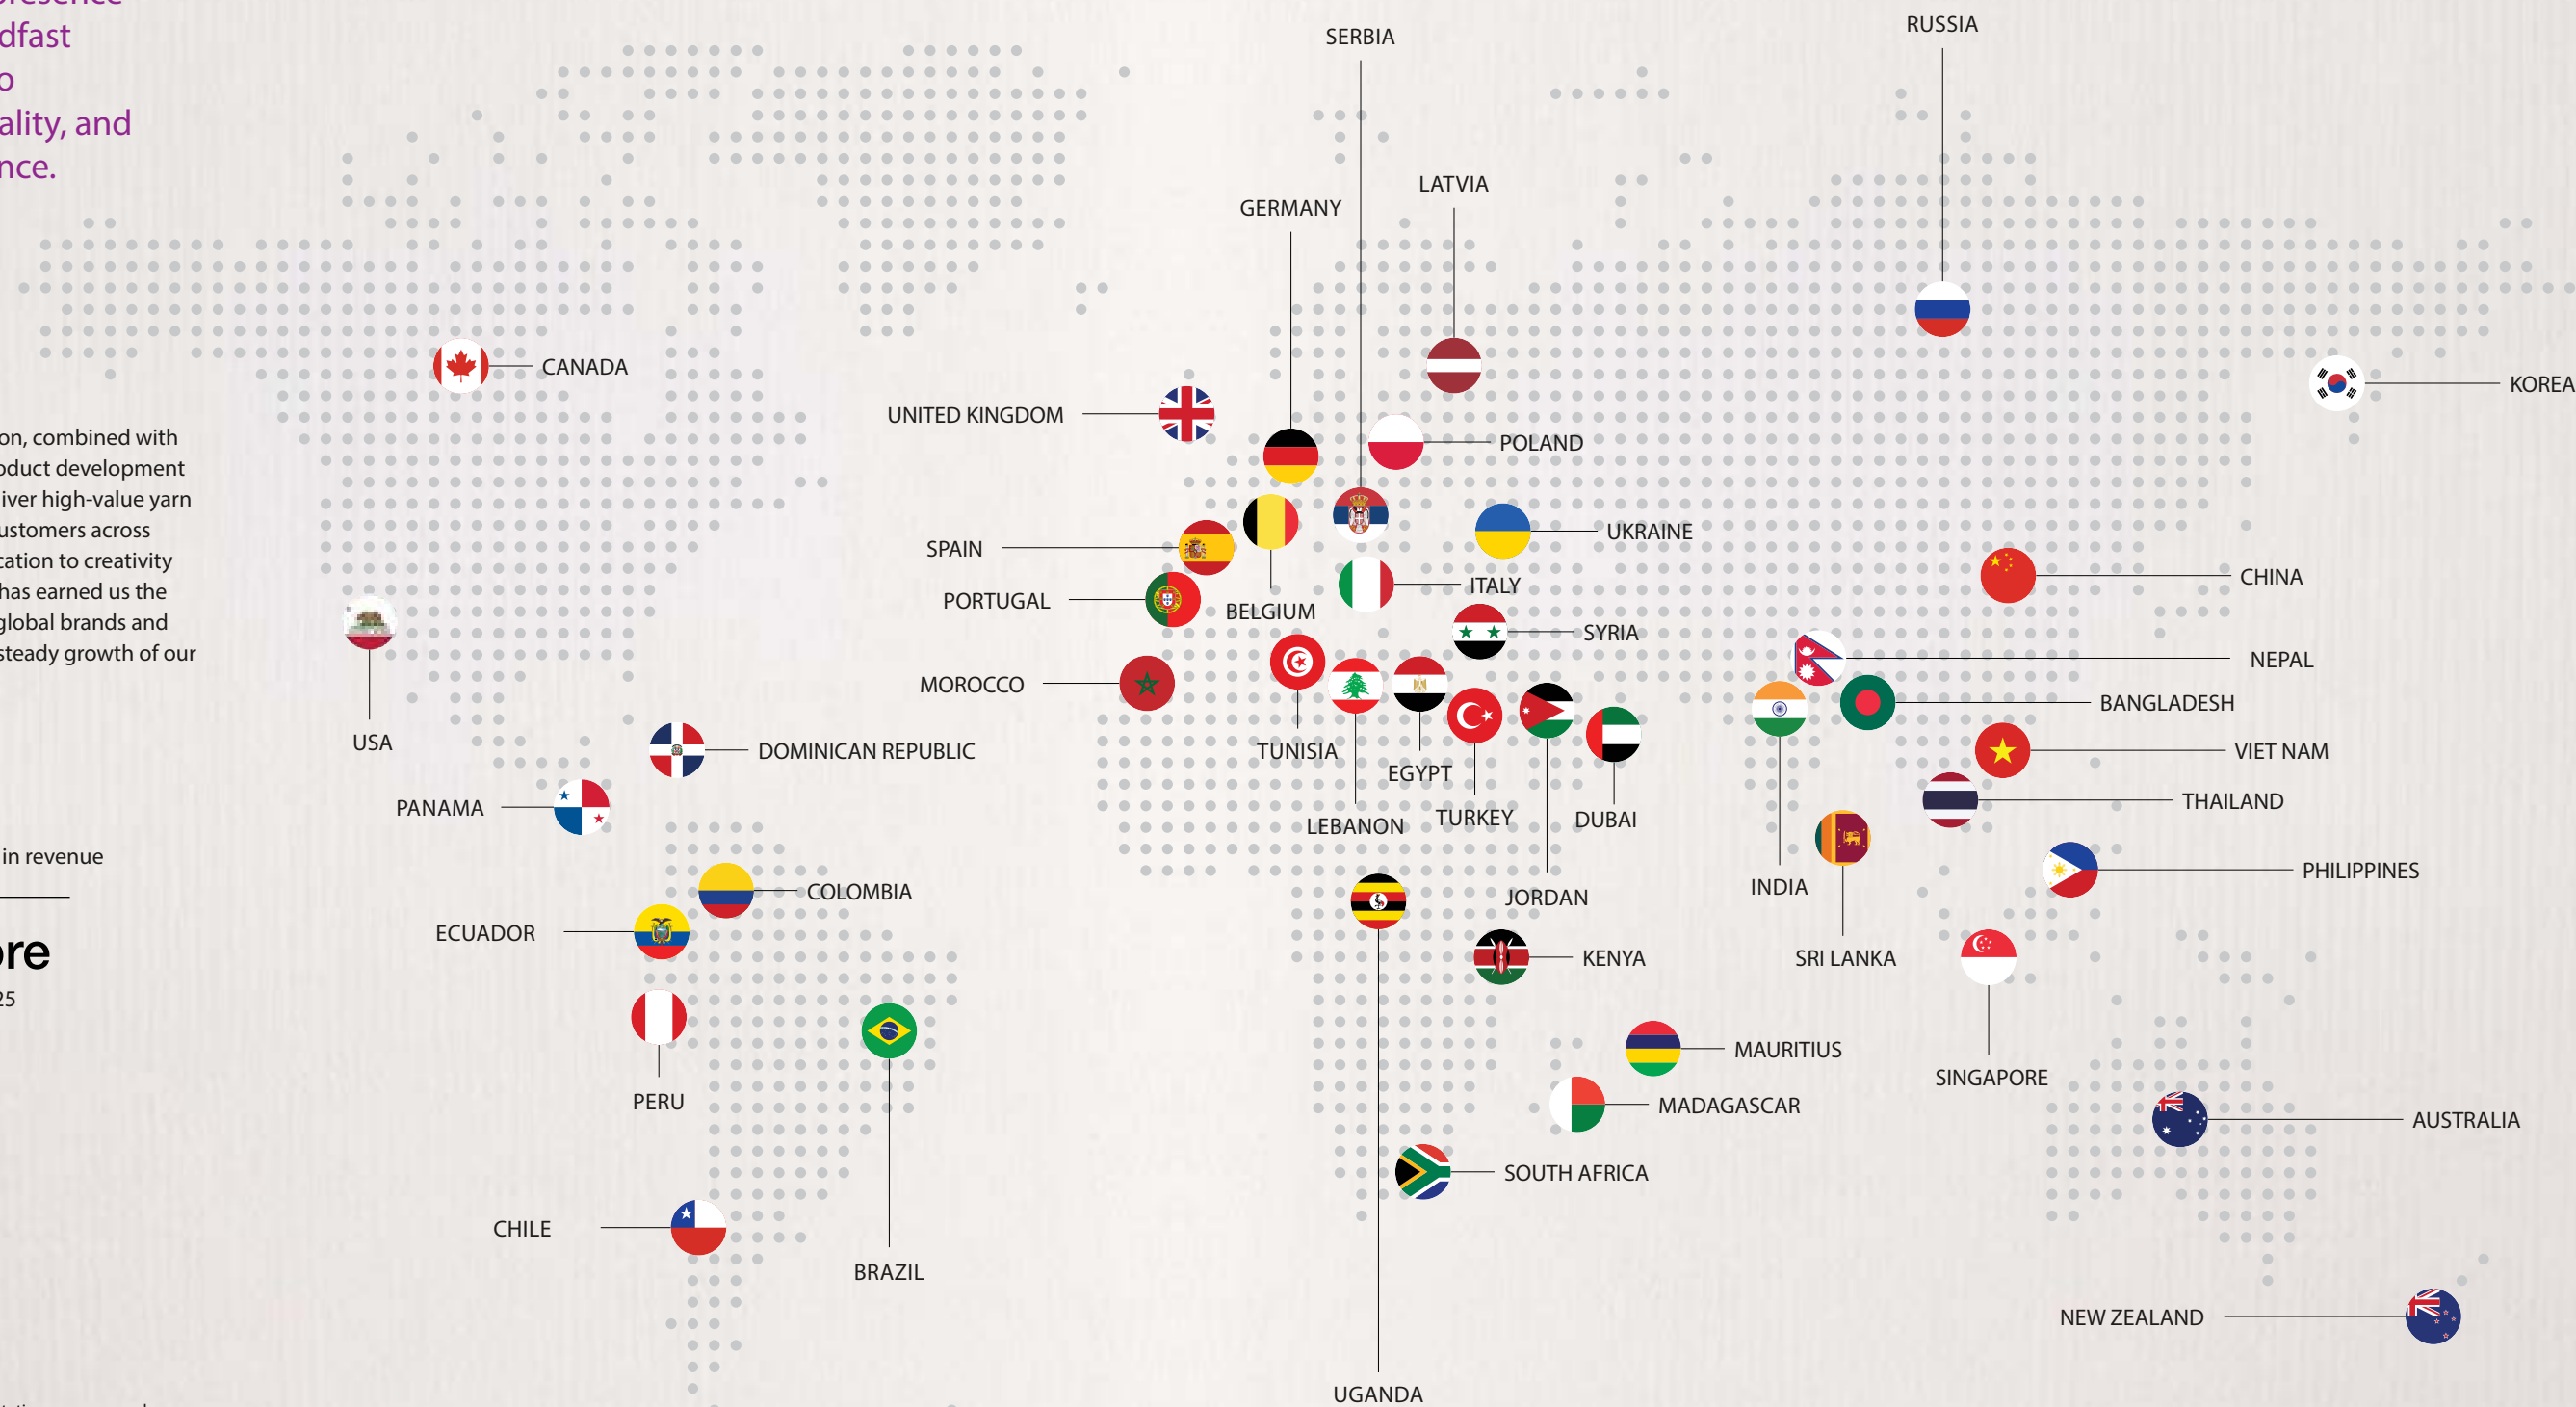 presence
dfast
o
ality, and
nce.
on, combined with
oduct development
iver high-value yarn
ustomers across
cation to creativity
has earned us the
global brands and
steady growth of our
in revenue
ore
25
SERBIA
RUSSIA
LATVIA
GERMANY
CANADA
UNITED KINGDOM
KOREA
POLAND
UKRAINE
SPAIN
CHINA
ITALY
PORTUGAL
BELGIUM
SYRIA
NEPAL
MOROCCO
BANGLADESH
USA
DOMINICAN REPUBLIC
TUNISIA
VIET NAM
EGYPT
THAILAND
PANAMA
TURKEY
DUBAI
LEBANON
PHILIPPINES
INDIA
COLOMBIA
JORDAN
ECUADOR
KENYA
SRI LANKA
MAURITIUS
SINGAPORE
PERU
MADAGASCAR
AUSTRALIA
SOUTH AFRICA
CHILE
BRAZIL
NEW ZEALAND
UGANDA